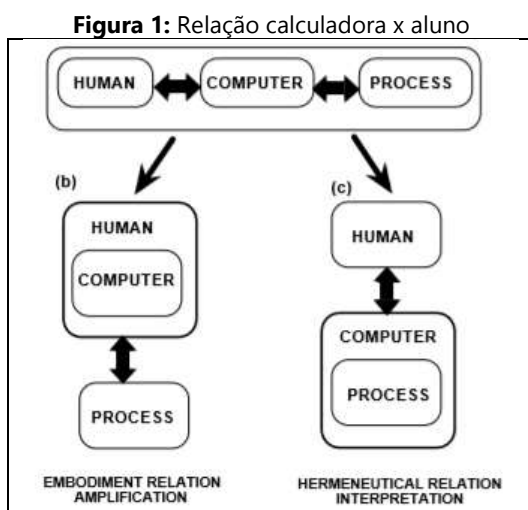 Figura 1: Relação calculadora x aluno
HUMAN COMPUTER PROCESS
(b)
HUMAN
COMPUTER
PROCESS
EMBODIMENT RELATION
AMPLIFICATION
(c)
HUMAN
COMPUTER
PROCESS
HERMENEUTICAL RELATION
INTERPRETATION